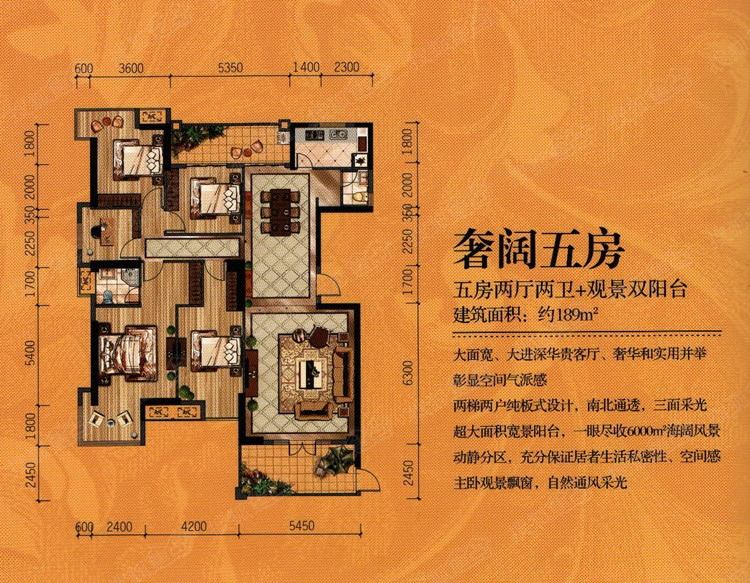 600 3600 5350 1400 2300
1800 2000 350 2250 1700 5400 1800 2450
1800 2000 360 2250 1700 6300 2450
600 2400 4200 5450
奢阔五房
五房两厅两卫+观景双阳台
建筑面积：约189m²
大面宽、大进深华贵客厅、奢华和实用并举
彰显空间气派感
两梯两户纯板式设计，南北通透，三面采光
超大面积宽景阳台，一眼尽收6000m²海阔风景
动静分区，充分保证居者生活私密性、空间感
主卧观景飘窗，自然通风采光